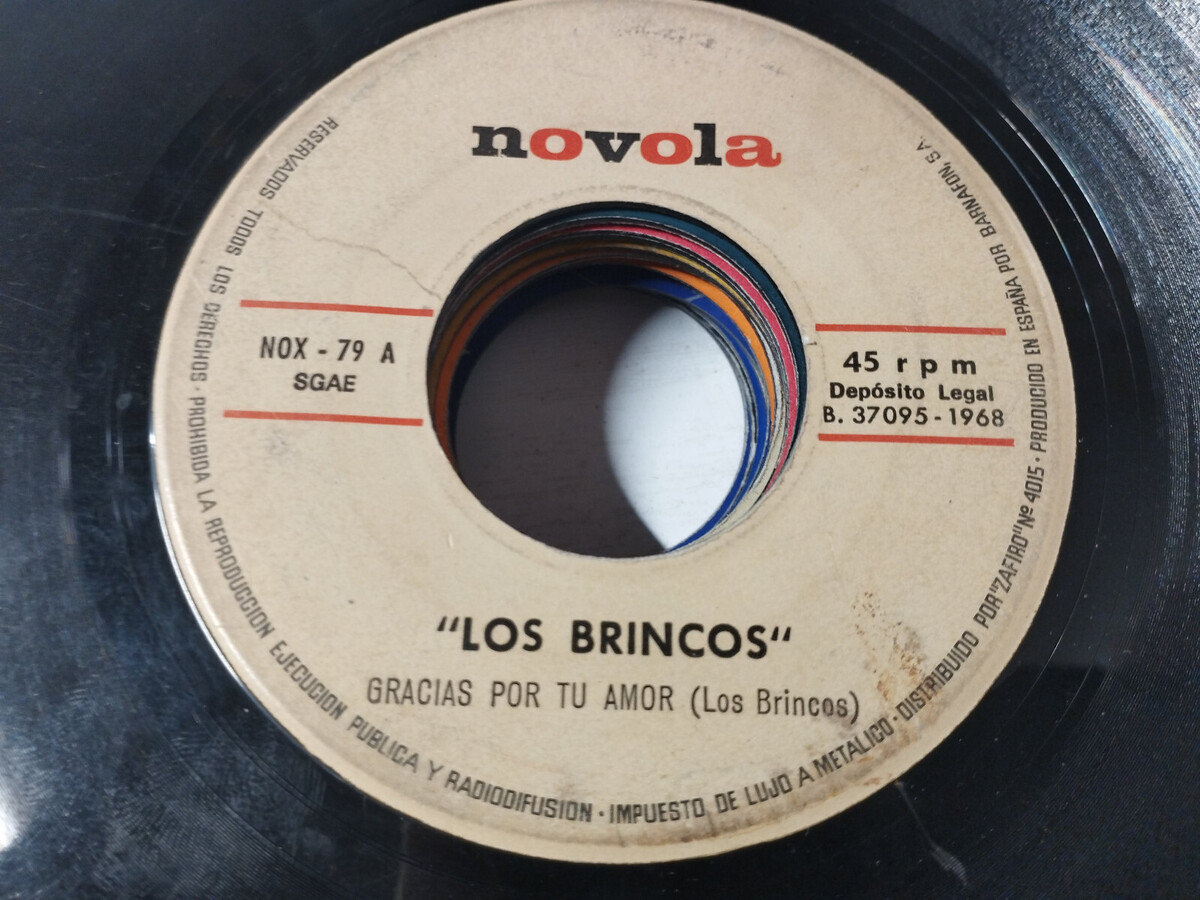 novola
NOX - 79 A
SGAE
45 rpm
Depósito Legal
B. 37095 - 1968
"LOS BRINCOS"
GRACIAS POR TU AMOR (Los Brincos)
RESERVADOS TODOS LOS DERECHOS · PROHIBIDA LA REPRODUCCION EJECUCION PUBLICA Y RADIODIFUSION · IMPUESTO DE LUJO A METALICO · DISTRIBUIDO POR "ZAFIRO" Nº 4015 · PRODUCIDO EN ESPAÑA POR BARNAFON, S.A.